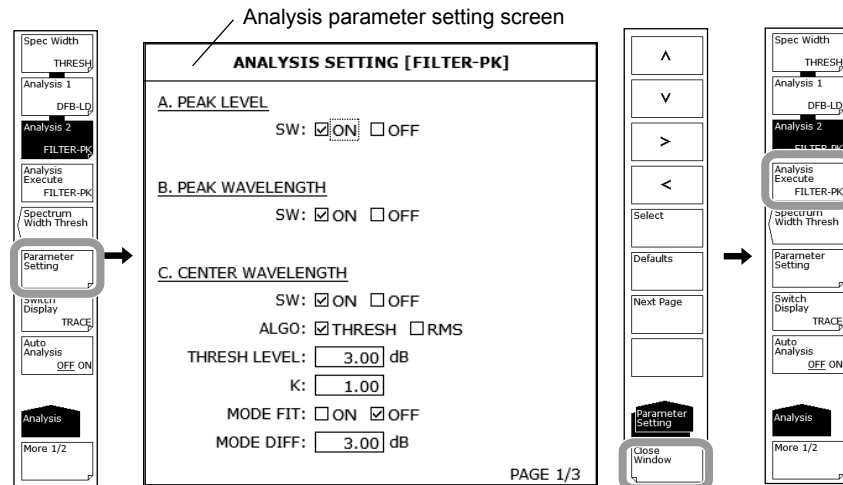 Analysis parameter setting screen
Spec Width
THRESH
Analysis 1
DFB-LD
Analysis 2
FILTER-PK
Analysis
Execute
FILTER-PK
Spectrum
Width Thresh
Parameter
Setting
Switch
Display
TRACE
Auto
Analysis
OFF ON
Analysis
More 1/2
ANALYSIS SETTING [FILTER-PK]
A. PEAK LEVEL
SW: ☑ ON ☐ OFF
B. PEAK WAVELENGTH
SW: ☑ ON ☐ OFF
C. CENTER WAVELENGTH
SW: ☑ ON ☐ OFF
ALGO: ☑ THRESH ☐ RMS
THRESH LEVEL: 3.00 dB
K: 1.00
MODE FIT: ☐ ON ☑ OFF
MODE DIFF: 3.00 dB
PAGE 1/3
∧
∨
>
<
Select
Defaults
Next Page
Parameter
Setting
Close
Window
Spec Width
THRESH
Analysis 1
DFB-LD
Analysis 2
FILTER-PK
Analysis
Execute
FILTER-PK
Spectrum
Width Thresh
Parameter
Setting
Switch
Display
TRACE
Auto
Analysis
OFF ON
Analysis
More 1/2